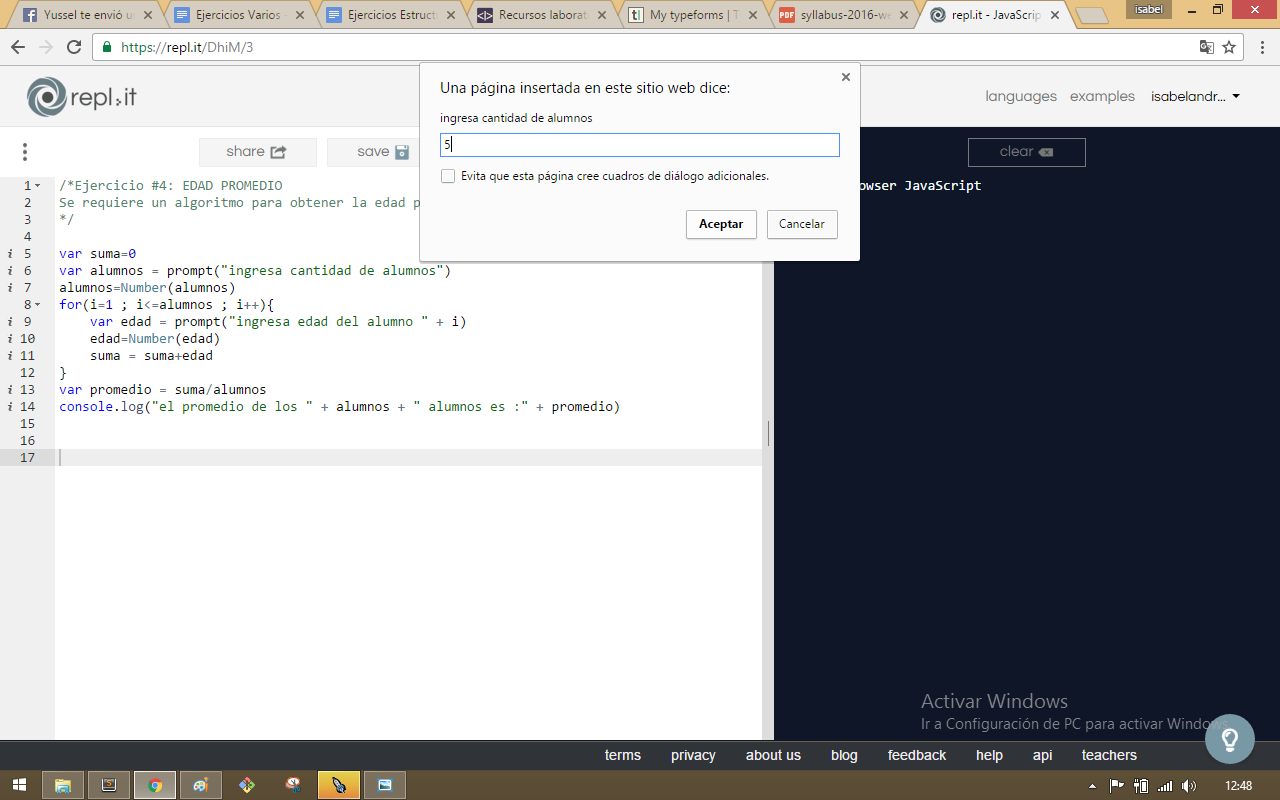 Yussel te envió u
Ejercicios Varios -
Ejercicios Estruct
Recursos laborat
My typeforms | T
syllabus-2016-we
repl.it - JavaScrip
isabel
https://repl.it/DhiM/3
repl.it
languages
examples
isabelandr...
Una página insertada en este sitio web dice:
ingresa cantidad de alumnos
5
Evita que esta página cree cuadros de diálogo adicionales.
Aceptar
Cancelar
share
save
clear
owser JavaScript
1 /*Ejercicio #4: EDAD PROMEDIO
2 Se requiere un algoritmo para obtener la edad p
3 */
4
i 5 var suma=0
i 6 var alumnos = prompt("ingresa cantidad de alumnos")
i 7 alumnos=Number(alumnos)
8 for(i=1 ; i<=alumnos ; i++){
i 9 var edad = prompt("ingresa edad del alumno " + i)
i 10 edad=Number(edad)
i 11 suma = suma+edad
12 }
i 13 var promedio = suma/alumnos
i 14 console.log("el promedio de los " + alumnos + " alumnos es :" + promedio)
15
16
17
Activar Windows
Ir a Configuración de PC para activar Windows.
terms
privacy
about us
blog
feedback
help
api
teachers
12:48